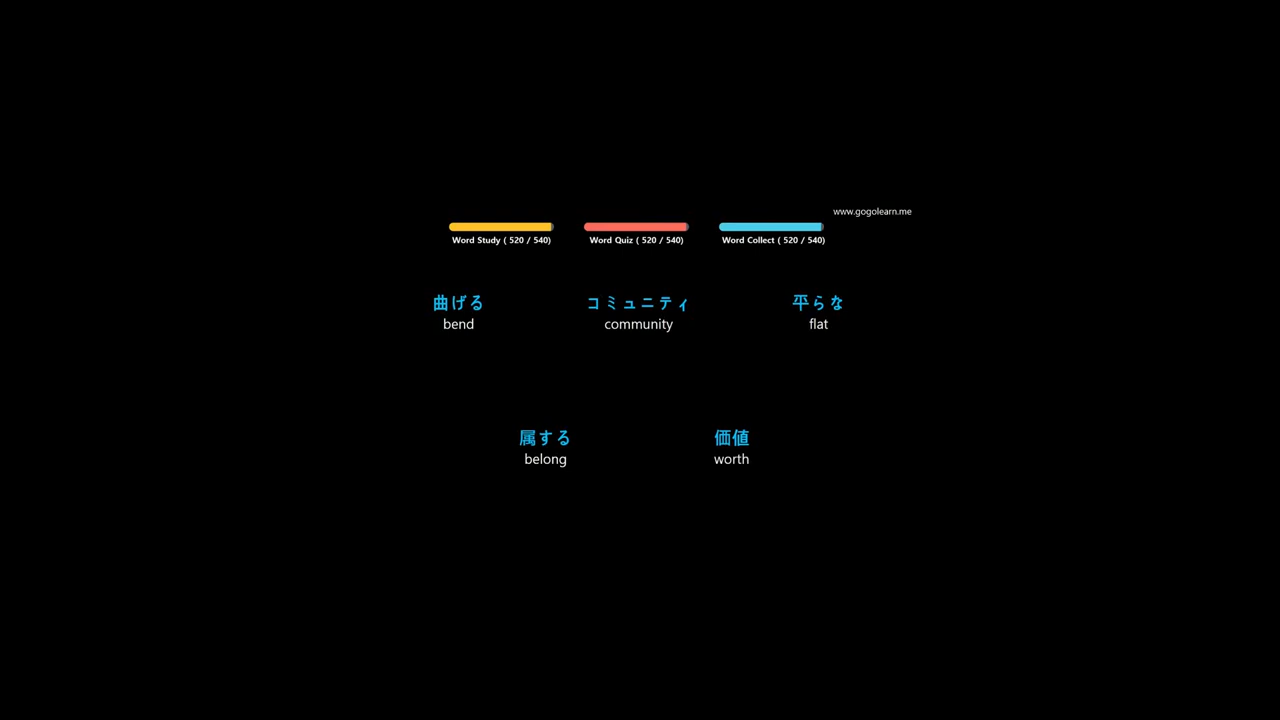 www.gogolearn.me
Word Study ( 520 / 540)
Word Quiz ( 520 / 540)
Word Collect ( 520 / 540)
曲げる
bend
コミュニティ
community
平らな
flat
属する
belong
価値
worth